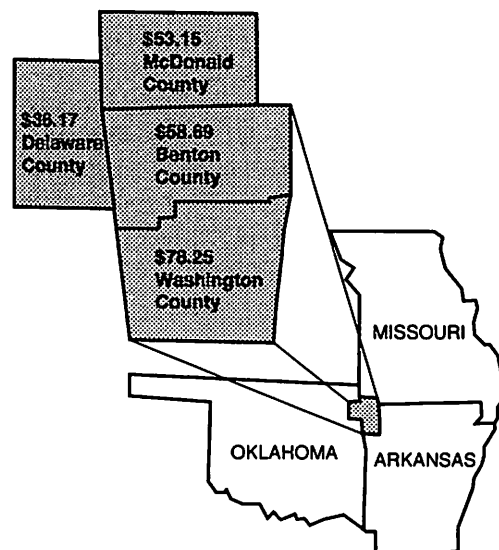 $53.15
McDonald
County
$36.17
Delaware
County
$58.69
Benton
County
$78.25
Washington
County
MISSOURI
OKLAHOMA
ARKANSAS